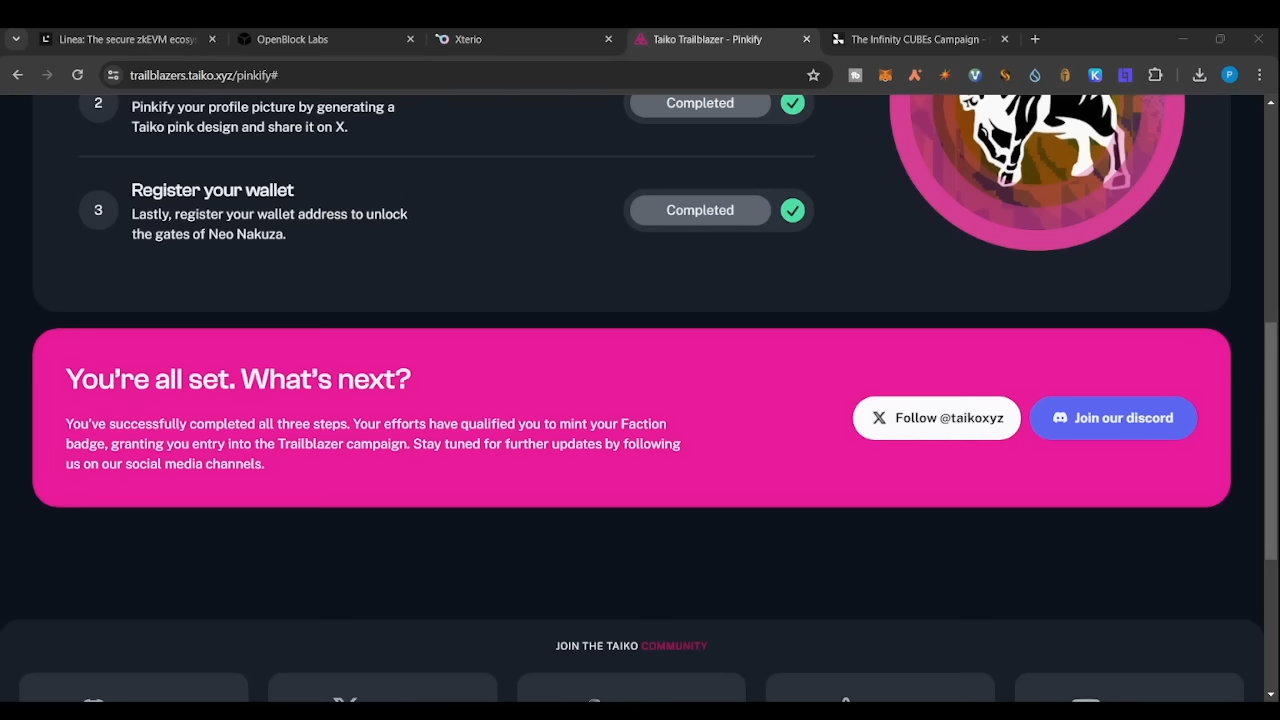 Linea: The secure zkEVM ecosy
OpenBlock Labs
Xterio
Taiko Trailblazer - Pinkify
The Infinity CUBEs Campaign -
trailblazers.taiko.xyz/pinkify#
P
2
Pinkify your profile picture by generating a
Taiko pink design and share it on X.
Completed
3
Register your wallet
Lastly, register your wallet address to unlock
the gates of Neo Nakuza.
Completed
You're all set. What's next?
You've successfully completed all three steps. Your efforts have qualified you to mint your Faction
badge, granting you entry into the Trailblazer campaign. Stay tuned for further updates by following
us on our social media channels.
Follow @taikoxyz
Join our discord
JOIN THE TAIKO COMMUNITY